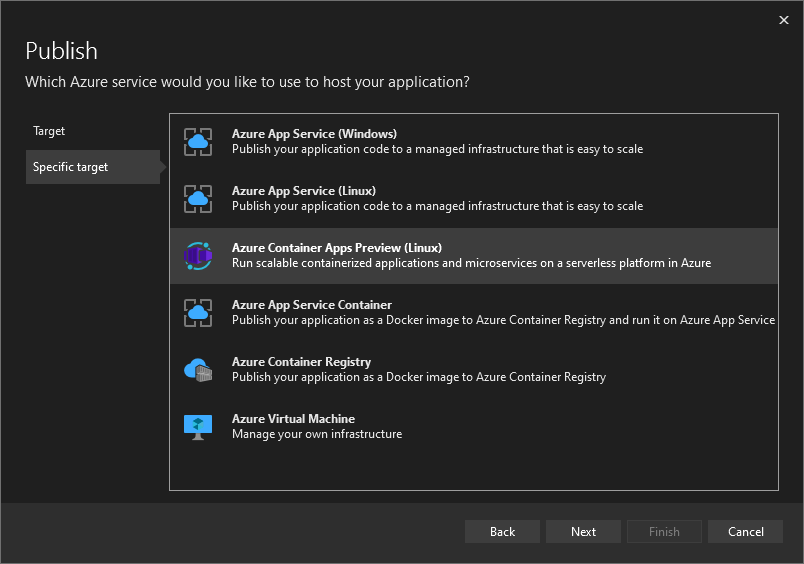 Publish
Which Azure service would you like to use to host your application?
Target
Specific target
Azure App Service (Windows)
Publish your application code to a managed infrastructure that is easy to scale
Azure App Service (Linux)
Publish your application code to a managed infrastructure that is easy to scale
Azure Container Apps Preview (Linux)
Run scalable containerized applications and microservices on a serverless platform in Azure
Azure App Service Container
Publish your application as a Docker image to Azure Container Registry and run it on Azure App Service
Azure Container Registry
Publish your application as a Docker image to Azure Container Registry
Azure Virtual Machine
Manage your own infrastructure
Back
Next
Finish
Cancel